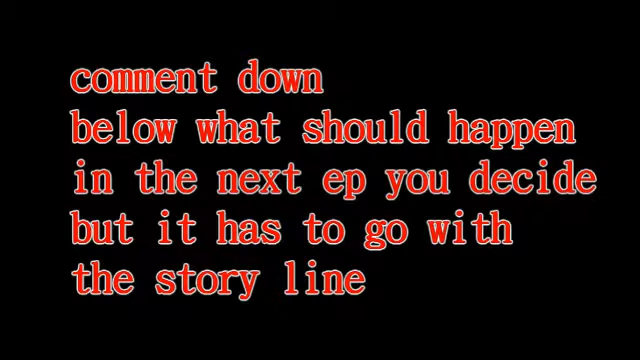 comment down
below what should happen
in the next ep you decide
but it has to go with
the story line